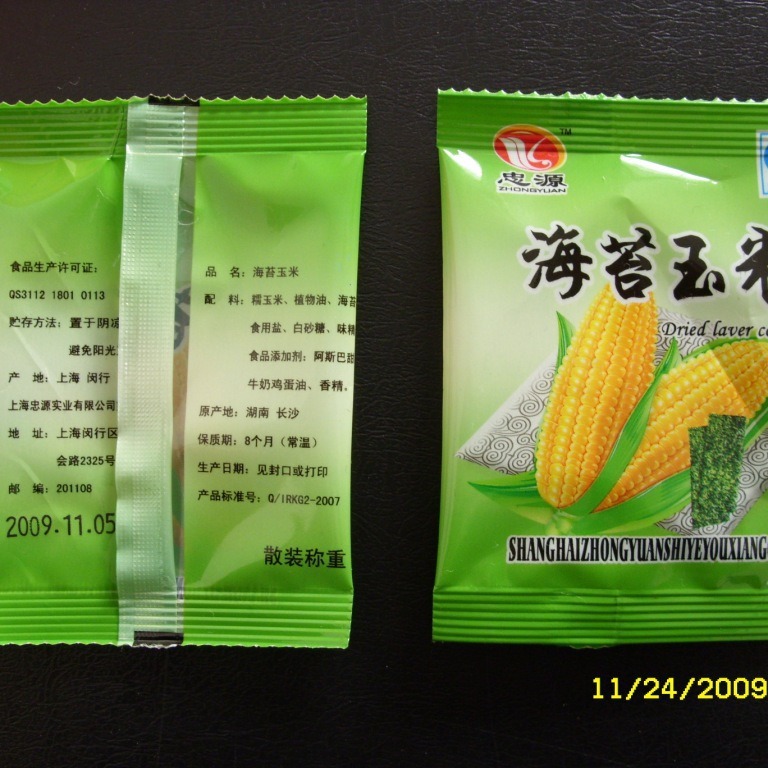 食品生产许可证:
QS3112 1801 0113
贮存方法: 置于阴凉
避免阳光
产 地: 上海 闵行
上海忠源实业有限公司
地 址: 上海闵行区
会路2325号
邮 编: 201108
2009.11.05
品 名: 海苔玉米
配 料: 糯玉米、植物油、海苔
食用盐、白砂糖、味精
食品添加剂: 阿斯巴甜
牛奶鸡蛋油、香精。
原产地: 湖南 长沙
保质期: 8个月 (常温)
生产日期: 见封口或打印
产品标准号: Q/IRKG2-2007
散装称重
TM
忠源
ZHONGYUAN
海苔玉米
Dried laver co
SHANGHAIZHONGYUANSHIYEYOUXIANG
11/24/2009